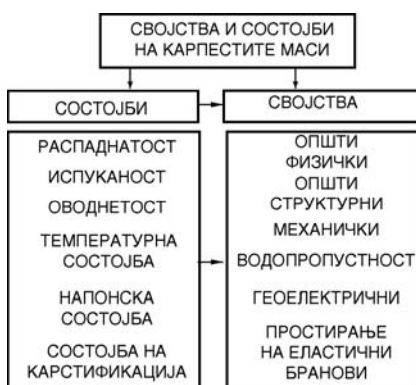 СВОЈСТВА И СОСТОЈБИ
НА КАРПЕСТИТЕ МАСИ
СОСТОЈБИ
СВОЈСТВА
РАСПАДНАТОСТ
ИСПУКАНОСТ
ОВОДНЕТОСТ
ТЕМПЕРАТУРНА
СОСТОЈБА
НАПОНСКА
СОСТОЈБА
СОСТОЈБА НА
КАРСТИФИКАЦИЈА
ОПШТИ
ФИЗИЧКИ
ОПШТИ
СТРУКТУРНИ
МЕХАНИЧКИ
ВОДОПРОПУСТНОСТ
ГЕОЕЛЕКТРИЧНИ
ПРОСТИРАЊЕ
НА ЕЛАСТИЧНИ
БРАНОВИ